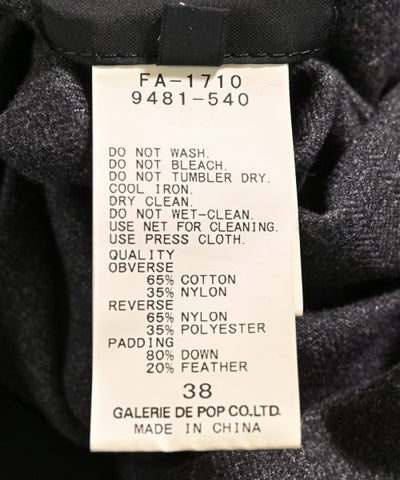 FA-1710
9481-540
DO NOT WASH.
DO NOT BLEACH.
DO NOT TUMBLER DRY.
COOL IRON.
DRY CLEAN.
DO NOT WET-CLEAN.
USE NET FOR CLEANING.
USE PRESS CLOTH.
QUALITY
OBVERSE
65% COTTON
35% NYLON
REVERSE
65% NYLON
35% POLYESTER
PADDING
80% DOWN
20% FEATHER
38
GALERIE DE POP CO.,LTD.
MADE IN CHINA